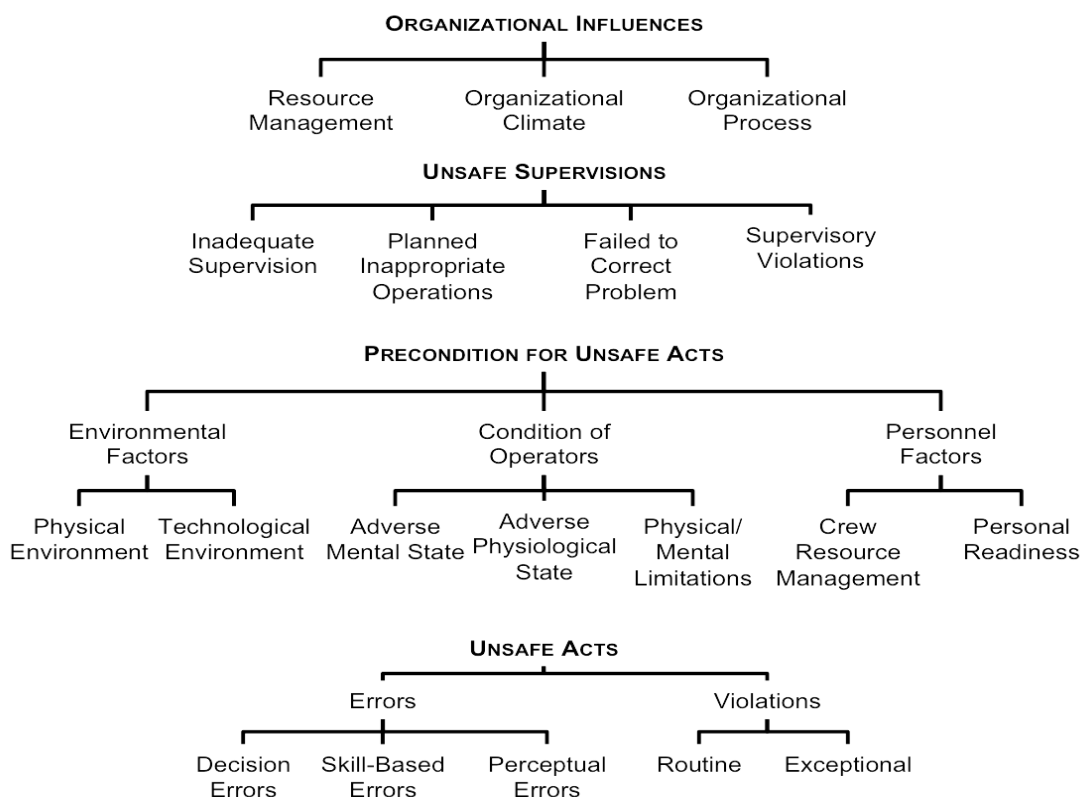 ORGANIZATIONAL INFLUENCES
Resource Management
Organizational Climate
Organizational Process
UNSAFE SUPERVISIONS
Inadequate Supervision
Planned Inappropriate Operations
Failed to Correct Problem
Supervisory Violations
PRECONDITION FOR UNSAFE ACTS
Environmental Factors
Condition of Operators
Personnel Factors
Physical Environment
Technological Environment
Adverse Mental State
Adverse Physiological State
Physical/ Mental Limitations
Crew Resource Management
Personal Readiness
UNSAFE ACTS
Errors
Violations
Decision Errors
Skill-Based Errors
Perceptual Errors
Routine
Exceptional